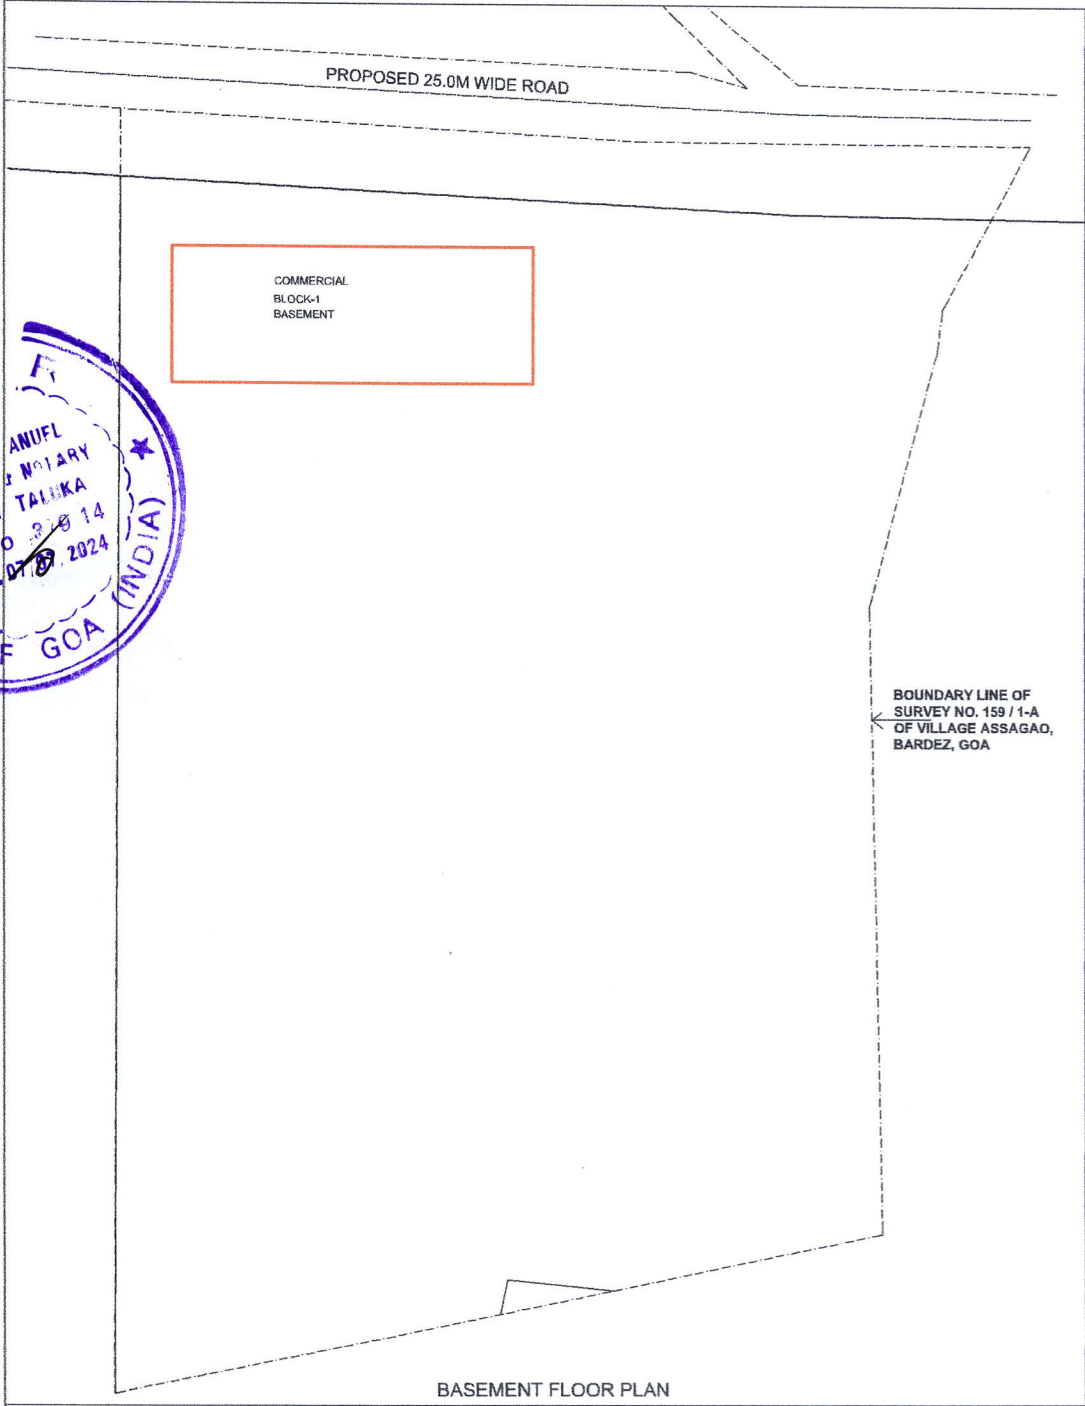 PROPOSED 25.0M WIDE ROAD
COMMERCIAL
BLOCK-1
BASEMENT
R
ANUEL
NOTARY
TALUKA
14
2024
F GOA (INDIA)
BOUNDARY LINE OF
SURVEY NO. 159 / 1-A
OF VILLAGE ASSAGAO,
BARDEZ, GOA
BASEMENT FLOOR PLAN